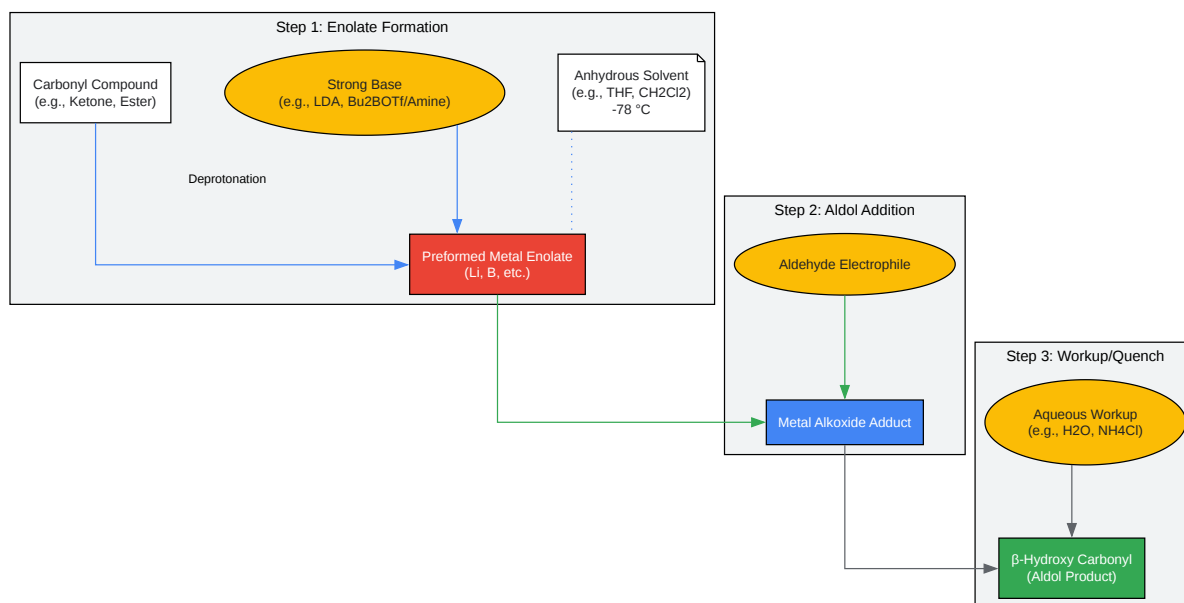 Step 1: Enolate Formation
Carbonyl Compound
(e.g., Ketone, Ester)
Strong Base
(e.g., LDA, Bu2BOTf/Amine)
Anhydrous Solvent
(e.g., THF, CH2Cl2)
-78 °C
Deprotonation
Preformed Metal Enolate
(Li, B, etc.)
Step 2: Aldol Addition
Aldehyde Electrophile
Metal Alkoxide Adduct
Step 3: Workup/Quench
Aqueous Workup
(e.g., H2O, NH4Cl)
β-Hydroxy Carbonyl
(Aldol Product)